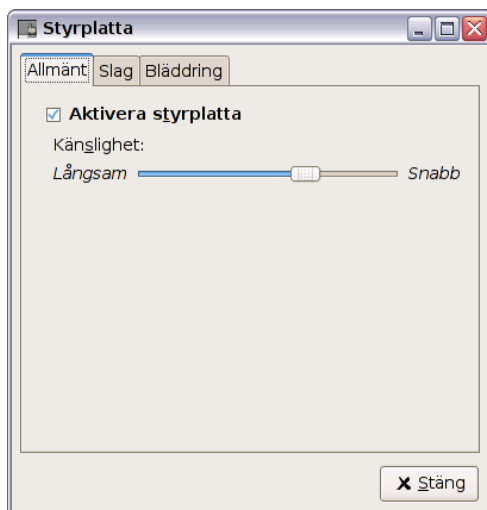 Styrplatta
Allmänt Slag Bläddring
Aktivera styrplatta
Känslighet:
Långsam Snabb
Stäng